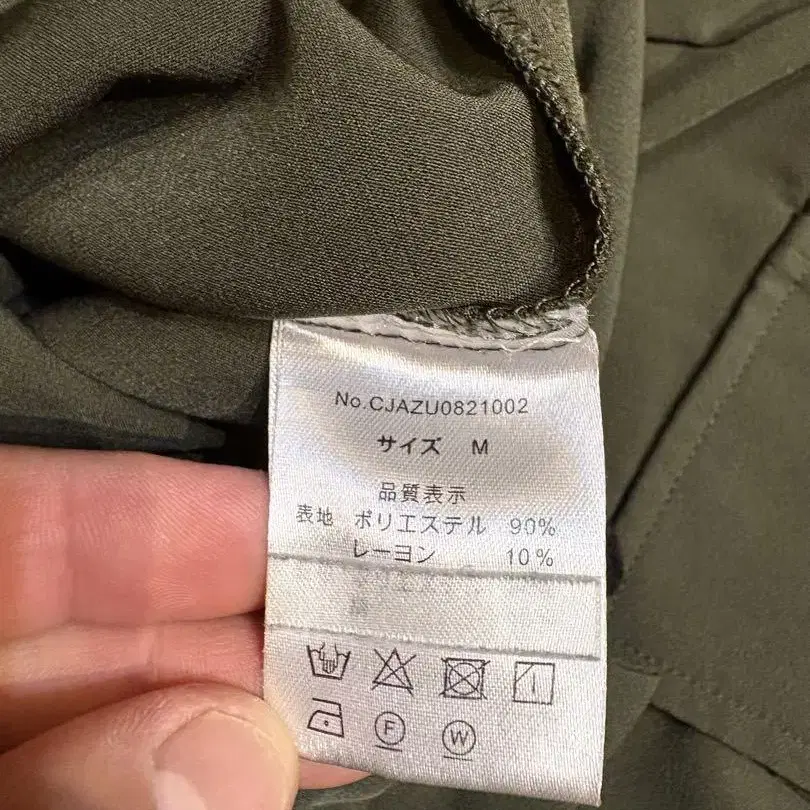 No.CJAZU0821002
サイズ M
品質表示
表地 ポリエステル 90%
レーヨン 10%
F W